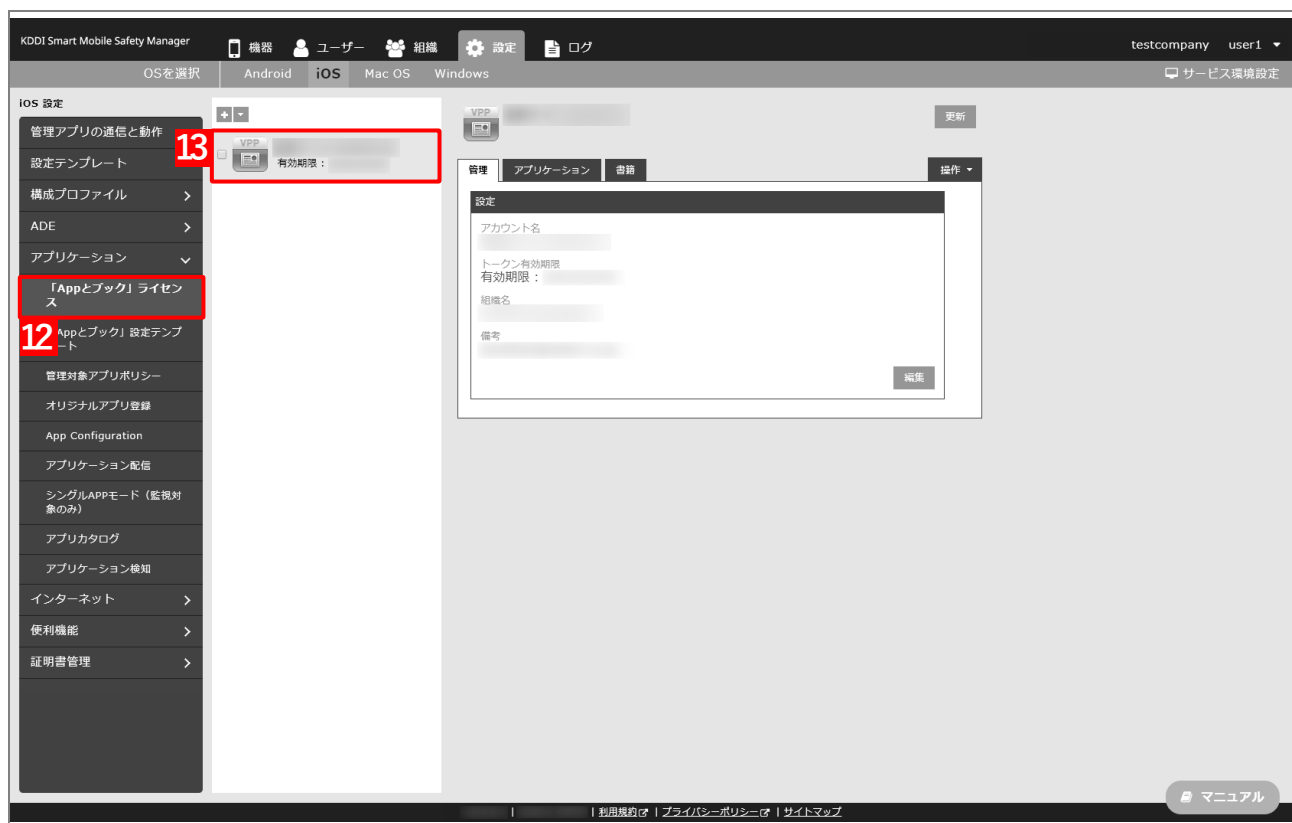 KDDI Smart Mobile Safety Manager
機器
ユーザー
組織
設定
ログ
testcompany
user1
OSを選択
Android
iOS
Mac OS
Windows
サービス環境設定
iOS 設定
管理アプリの通信と動作
設定テンプレート
構成プロファイル
ADE
アプリケーション
「Appとブック」ライセン
ス
12
Appとブック」設定テンプ
ート
管理対象アプリポリシー
オリジナルアプリ登録
App Configuration
アプリケーション配信
シングルAPPモード（監視対
象のみ）
アプリカタログ
アプリケーション検知
インターネット
便利機能
証明書管理
13
VPP
有効期限：
VPP
更新
管理
アプリケーション
書籍
操作
設定
アカウント名
トークン有効期限
有効期限：
組織名
備考
編集
マニュアル
| | 利用規約 | プライバシーポリシー | サイトマップ